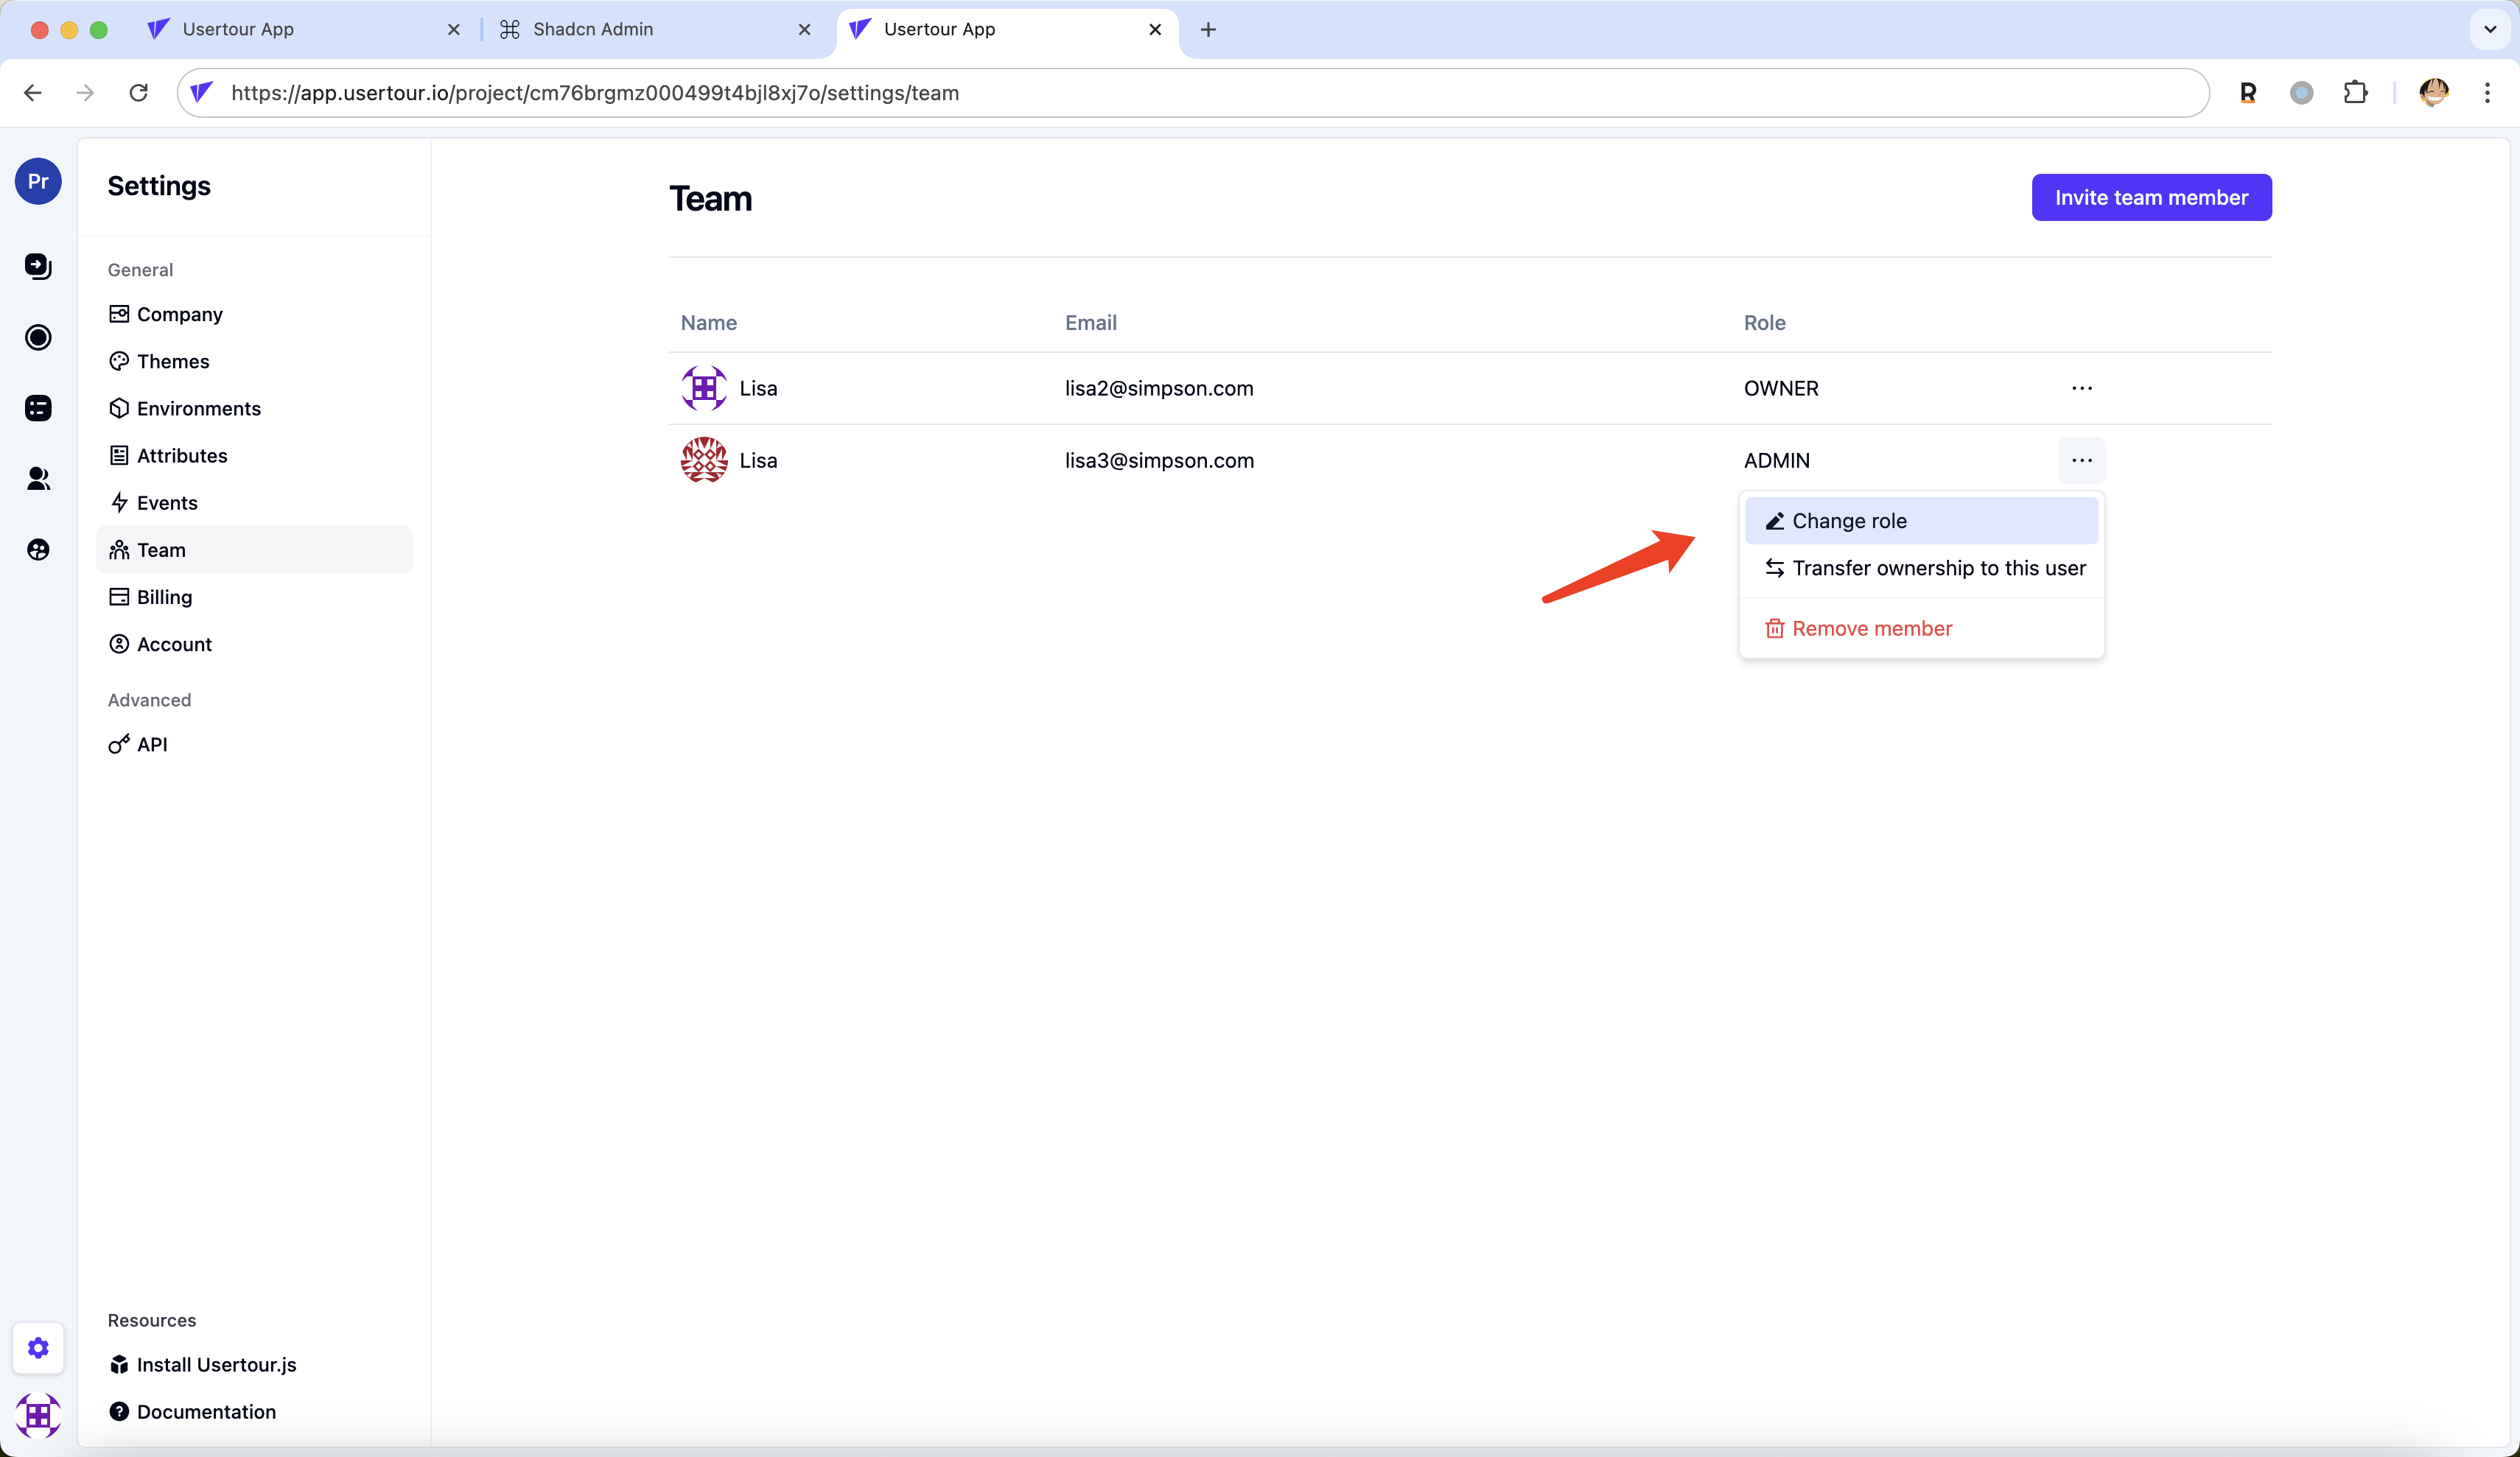 Usertour App
Shadcn Admin
Usertour App
https://app.usertour.io/project/cm76brgmz000499t4bjl8xj7o/settings/team
R
Pr
Settings
General
Company
Themes
Environments
Attributes
Events
Team
Billing
Account
Advanced
API
Resources
Install Usertour.js
Documentation
Team
Invite team member
Name Email Role
Lisa lisa2@simpson.com OWNER
Lisa lisa3@simpson.com ADMIN
Change role
Transfer ownership to this user
Remove member